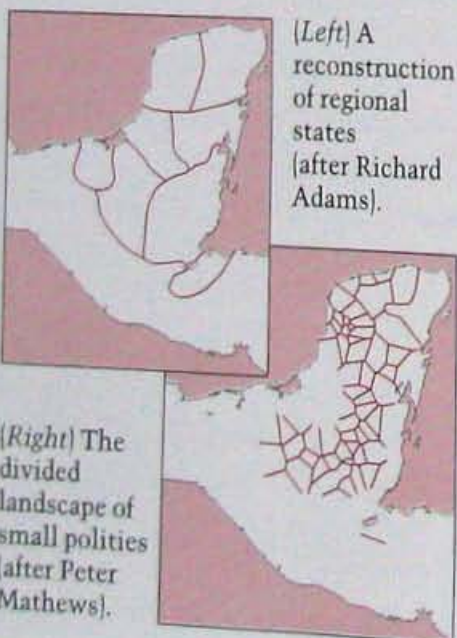 (Left) A
reconstruction
of regional
states
(after Richard
Adams).
(Right) The
divided
landscape of
small polities
(after Peter
Mathews).